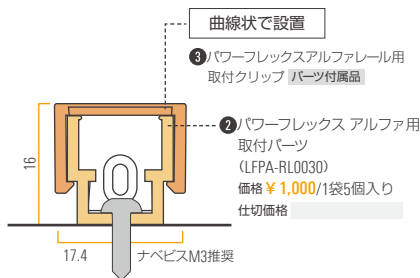 曲線状で設置
❸パワーフレックスアルファレール用
取付クリップ パーツ付属品
❷パワーフレックス アルファ用
取付パーツ
(LFPA-RL0030)
価格 ¥1,000/1袋5個入り
仕切価格
16
17.4
ナベビスM3推奨